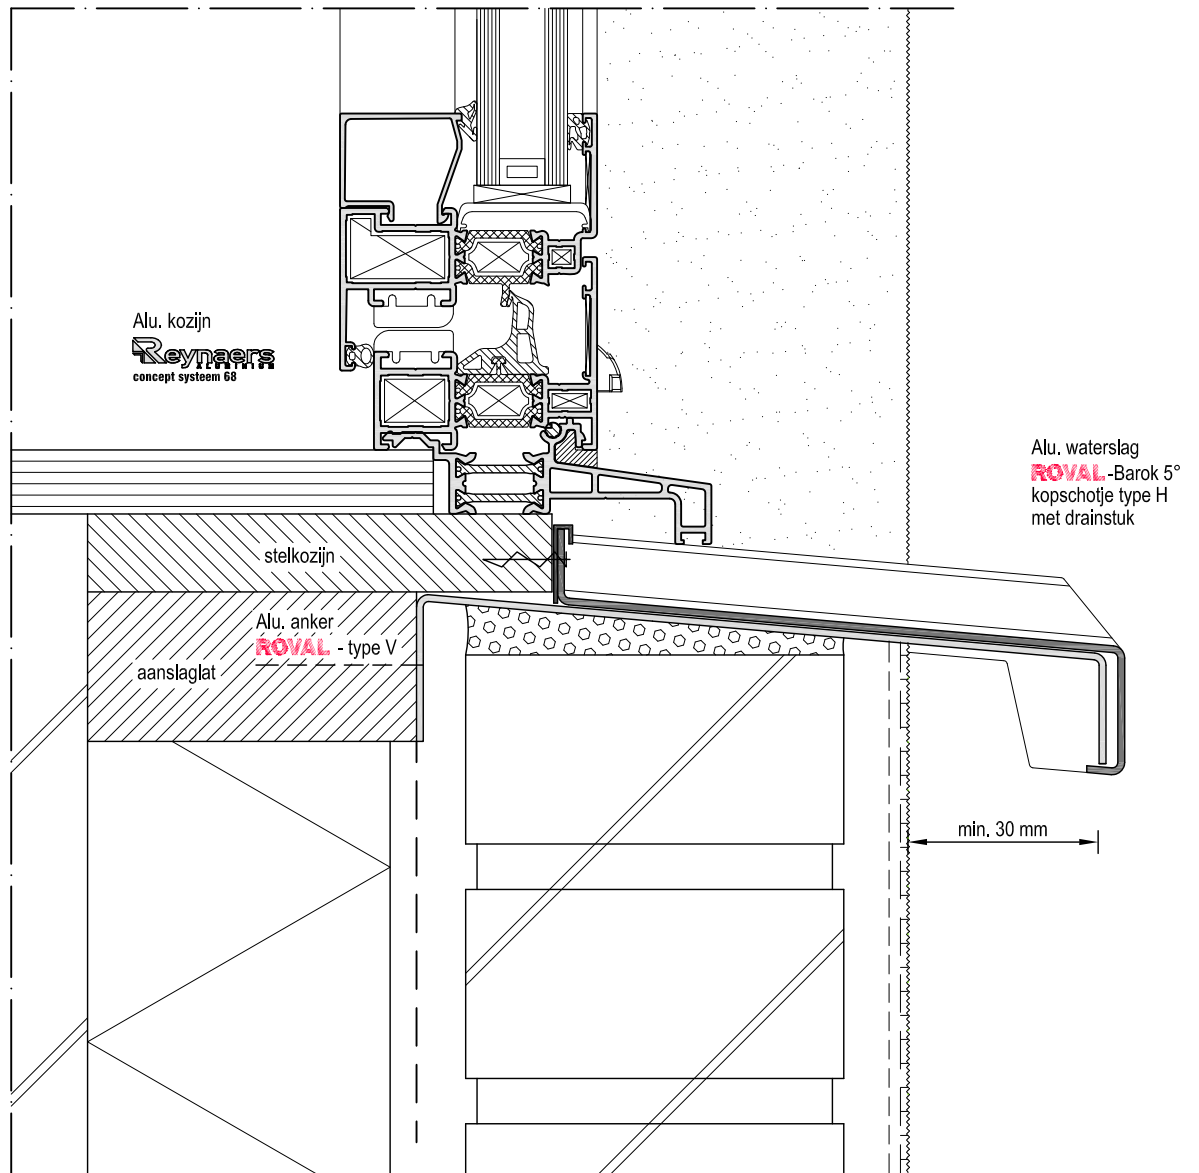 Alu. kozijn
Reynaers
ALUMINIUM
concept systeem 68
Alu. waterslag
ROVAL-Barok 5°
kopschotje type H
met drainstuk
stelkozijn
Alu. anker
ROVAL - type V
aanslaglat
min. 30 mm